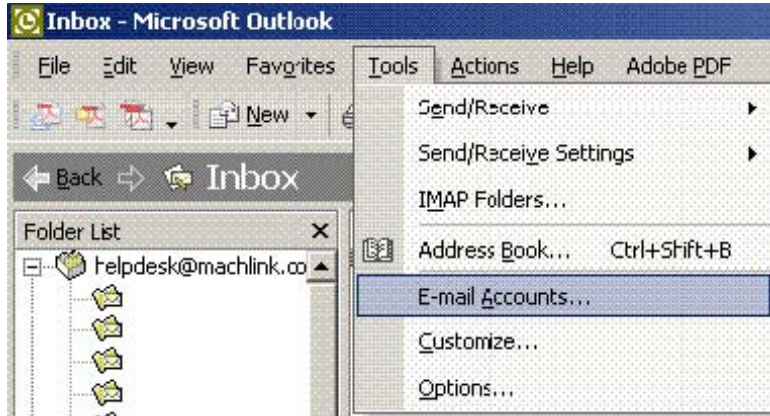 Inbox - Microsoft Outlook
File Edit View Favorites Tools Actions Help Adobe PDF
New
Send/Receive
Send/Receive Settings
Back Inbox
IMAP Folders...
Folder List
Address Book... Ctrl+Shift+B
helpdesk@machlink.co
E-mail Accounts...
Customize...
Options...